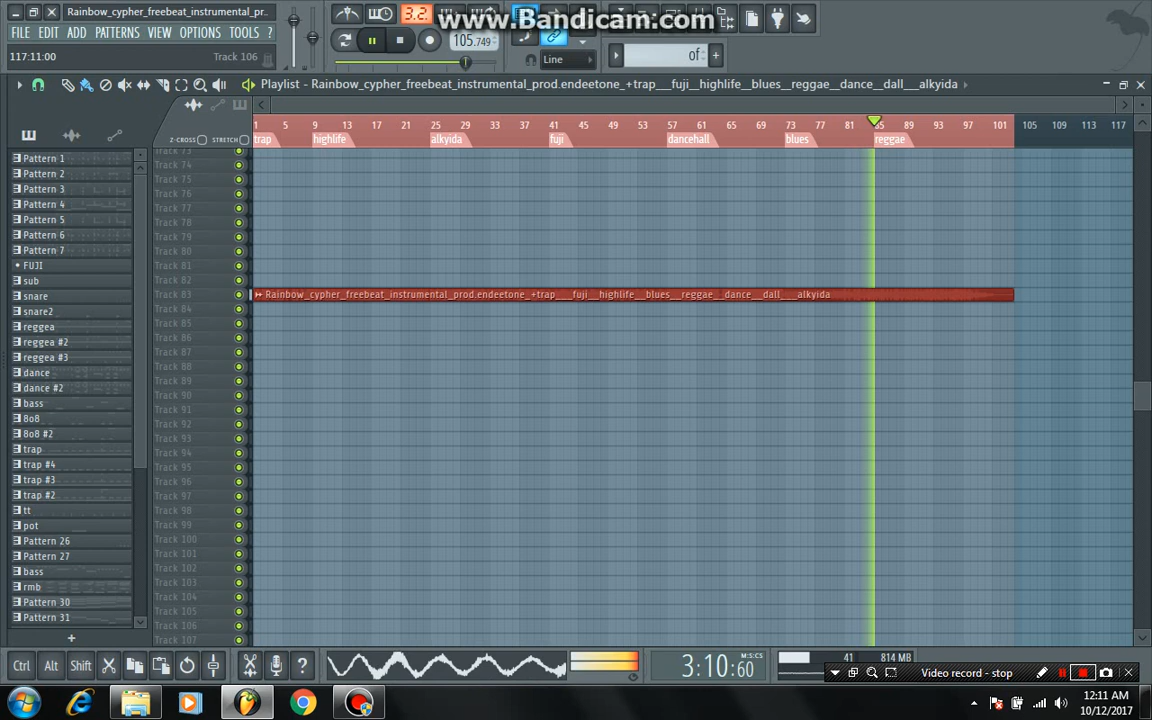 Rainbow_cypher_freebeat_instrumental_pr..
www.Bandicam.com
FILE EDIT ADD PATTERNS VIEW OPTIONS TOOLS ?
3.2
105.749
Line
of
117:11:00 Track 106
Playlist - Rainbow_cypher_freebeat_instrumental_prod.endeetone_+trap___fuji__highlife__blues__reggae__dance__dall___alkyida
Z-CROSS STRETCH
1 5 9 13 17 21 25 29 33 37 41 45 49 53 57 61 65 69 73 77 81 85 89 93 97 101 105 109 113 117
trap highlife alkyida fuji dancehall blues reggae
Pattern 1
Pattern 2
Pattern 3
Pattern 4
Pattern 5
Pattern 6
Pattern 7
FUJI
sub
snare
snare2
reggea
reggea #2
reggea #3
dance
dance #2
bass
8o8
8o8 #2
trap
trap #4
trap #3
trap #2
tt
pot
Pattern 26
Pattern 27
bass
rmb
Pattern 30
Pattern 31
Track 73
Track 74
Track 75
Track 76
Track 77
Track 78
Track 79
Track 80
Track 81
Track 82
Track 83
Rainbow_cypher_freebeat_instrumental_prod.endeetone_+trap___fuji__highlife__blues__reggae__dance__dall___alkyida
Track 84
Track 85
Track 86
Track 87
Track 88
Track 89
Track 90
Track 91
Track 92
Track 93
Track 94
Track 95
Track 96
Track 97
Track 98
Track 99
Track 100
Track 101
Track 102
Track 103
Track 104
Track 105
Track 106
Track 107
Ctrl Alt Shift
?
3:10:60
M:S:CS
41 814 MB
Video record - stop
12:11 AM
10/12/2017